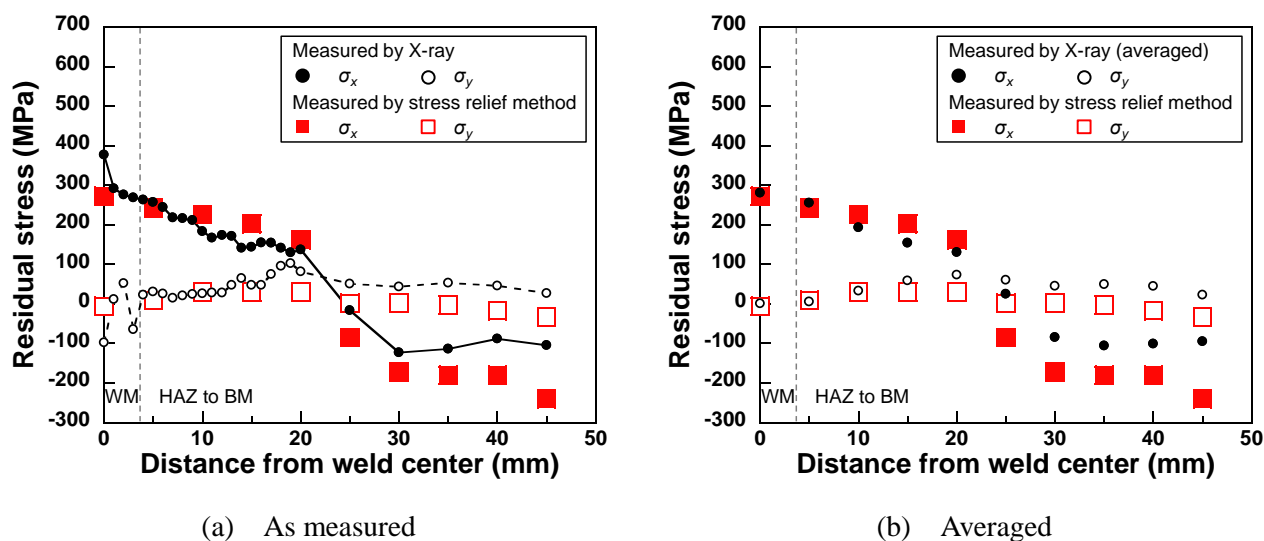 700
600
500
400
300
200
100
0
-100
-200
-300
Residual stress (MPa)
Measured by X-ray
σx σy
Measured by stress relief method
σx σy
WM HAZ to BM
0 10 20 30 40 50
Distance from weld center (mm)
(a) As measured
700
600
500
400
300
200
100
0
-100
-200
-300
Residual stress (MPa)
Measured by X-ray (averaged)
σx σy
Measured by stress relief method
σx σy
WM HAZ to BM
0 10 20 30 40 50
Distance from weld center (mm)
(b) Averaged